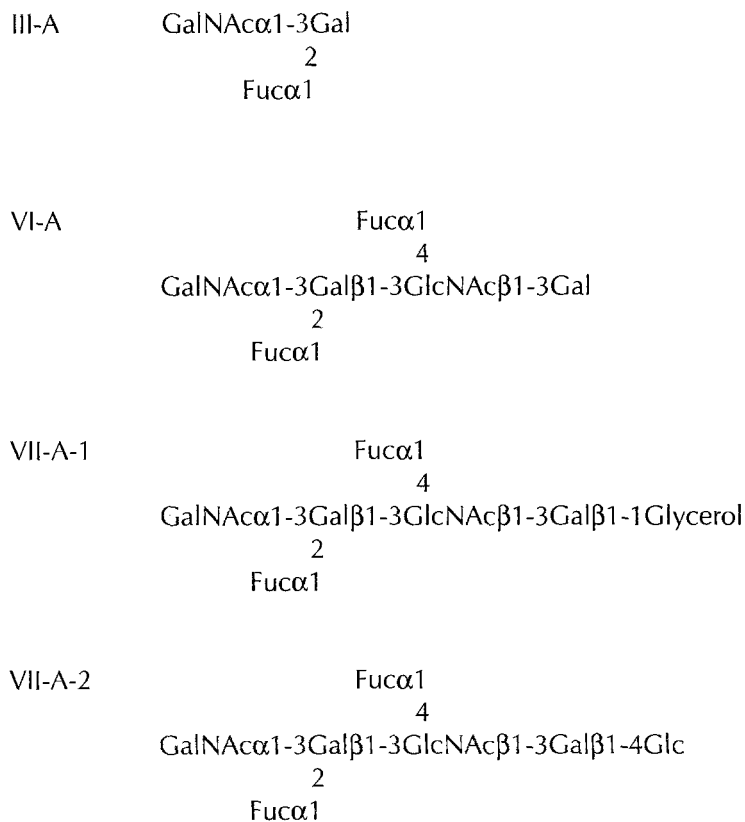 III-A GalNAcα1-3Gal
2
Fucα1
VI-A Fucα1
4
GalNAcα1-3Galβ1-3GlcNAcβ1-3Gal
2
Fucα1
VII-A-1 Fucα1
4
GalNAcα1-3Galβ1-3GlcNAcβ1-3Galβ1-1Glycerol
2
Fucα1
VII-A-2 Fucα1
4
GalNAcα1-3Galβ1-3GlcNAcβ1-3Galβ1-4Glc
2
Fucα1